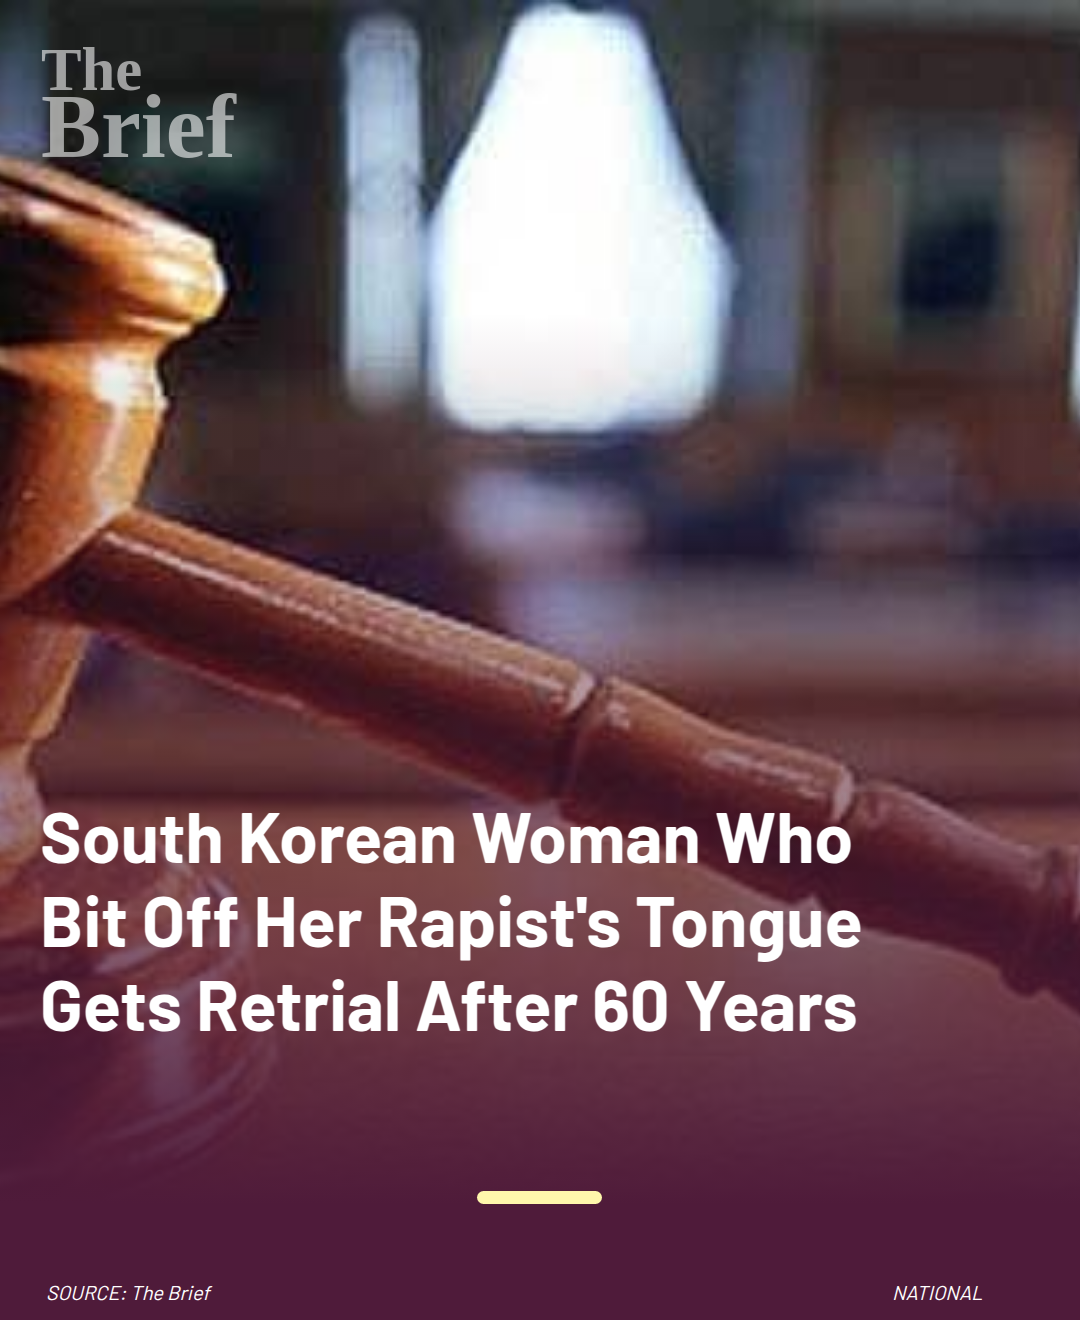 The
Brief
South Korean Woman Who
Bit Off Her Rapist's Tongue
Gets Retrial After 60 Years
SOURCE: The Brief
NATIONAL